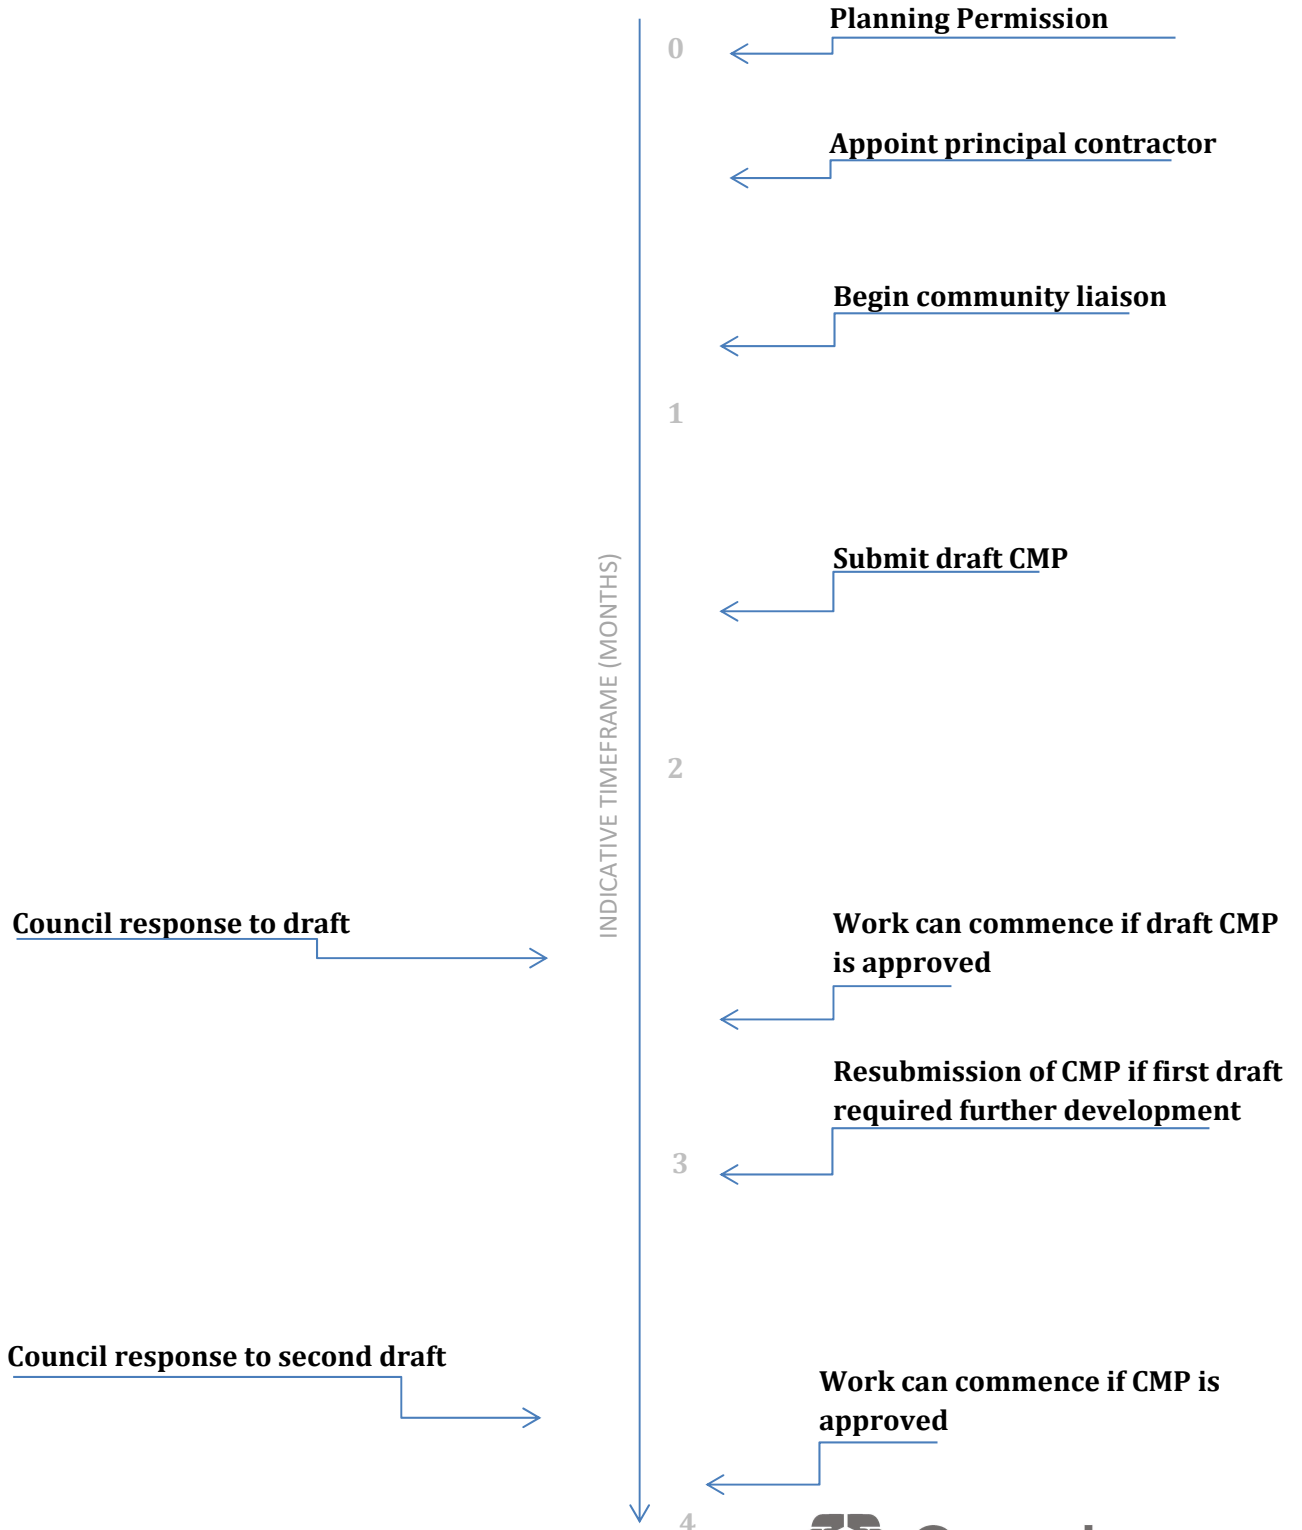 Planning Permission
0
Appoint principal contractor
Begin community liaison
1
Submit draft CMP
INDICATIVE TIMEFRAME (MONTHS)
2
Council response to draft
Work can commence if draft CMP
is approved
Resubmission of CMP if first draft
required further development
3
Council response to second draft
Work can commence if CMP is
approved
4